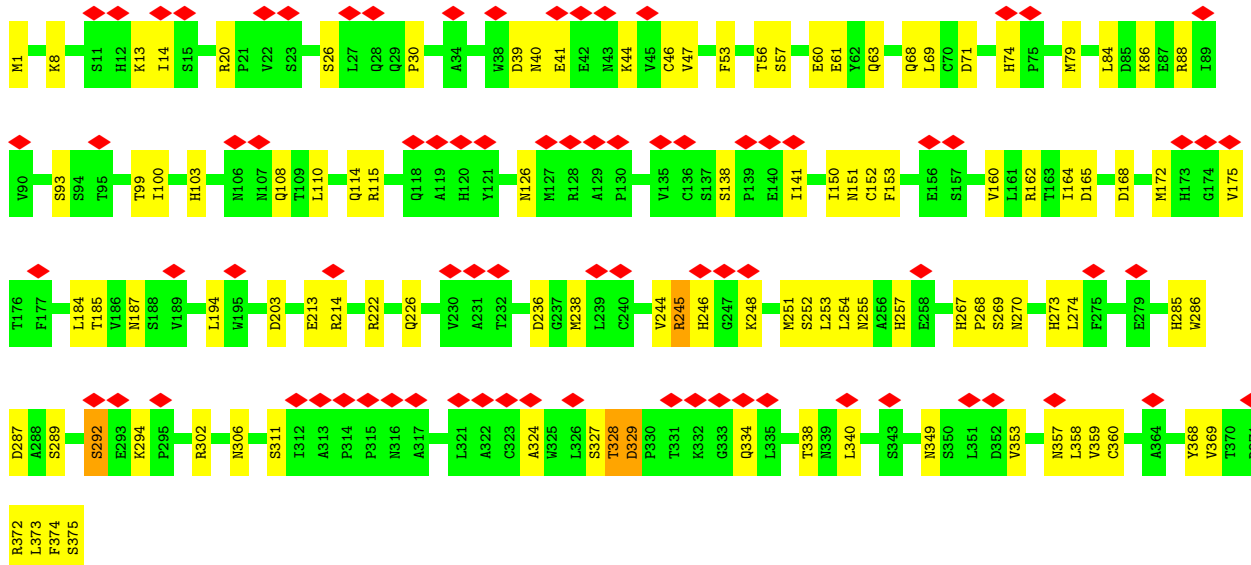 M1 K8 S11 H12 K13 I14 S15 R20 P21 V22 S23 S26 L27 Q28 Q29 P30 A34 W38 D39 N40 E41 E42 N43 K44 V45 C46 V47 F53 T56 S57 E60 E61 Y62 Q63 Q68 L69 C70 D71 H74 P75 M79 L84 D85 K86 E87 R88 I89
V90 S93 S94 T95 T99 I100 H103 N106 N107 Q108 T109 L110 Q114 R115 Q118 A119 H120 Y121 N126 M127 R128 A129 P130 V135 C136 S137 S138 P139 E140 I141 I150 N151 C152 F153 E156 S157 V160 L161 R162 T163 I164 D165 D168 M172 H173 G174 V175
T176 F177 L184 T185 V186 N187 S188 V189 L194 W195 D203 E213 R214 R222 Q226 V230 A231 T232 D236 G237 M238 L239 C240 V244 R245 H246 G247 K248 M251 S252 L253 L254 N255 A256 H257 E258 H267 P268 S269 N270 H273 L274 F275 E279 H285 W286
D287 A288 S289 S292 E293 K294 P295 R302 N306 S311 I312 A313 P314 P315 N316 A317 L321 A322 C323 A324 W325 L326 S327 T328 D329 P330 T331 K332 G333 Q334 L335 T338 N339 L340 S343 N349 S350 L351 D352 V353 N357 L358 V359 C360 A364 Y368 V369 T370
R372 L373 F374 S375